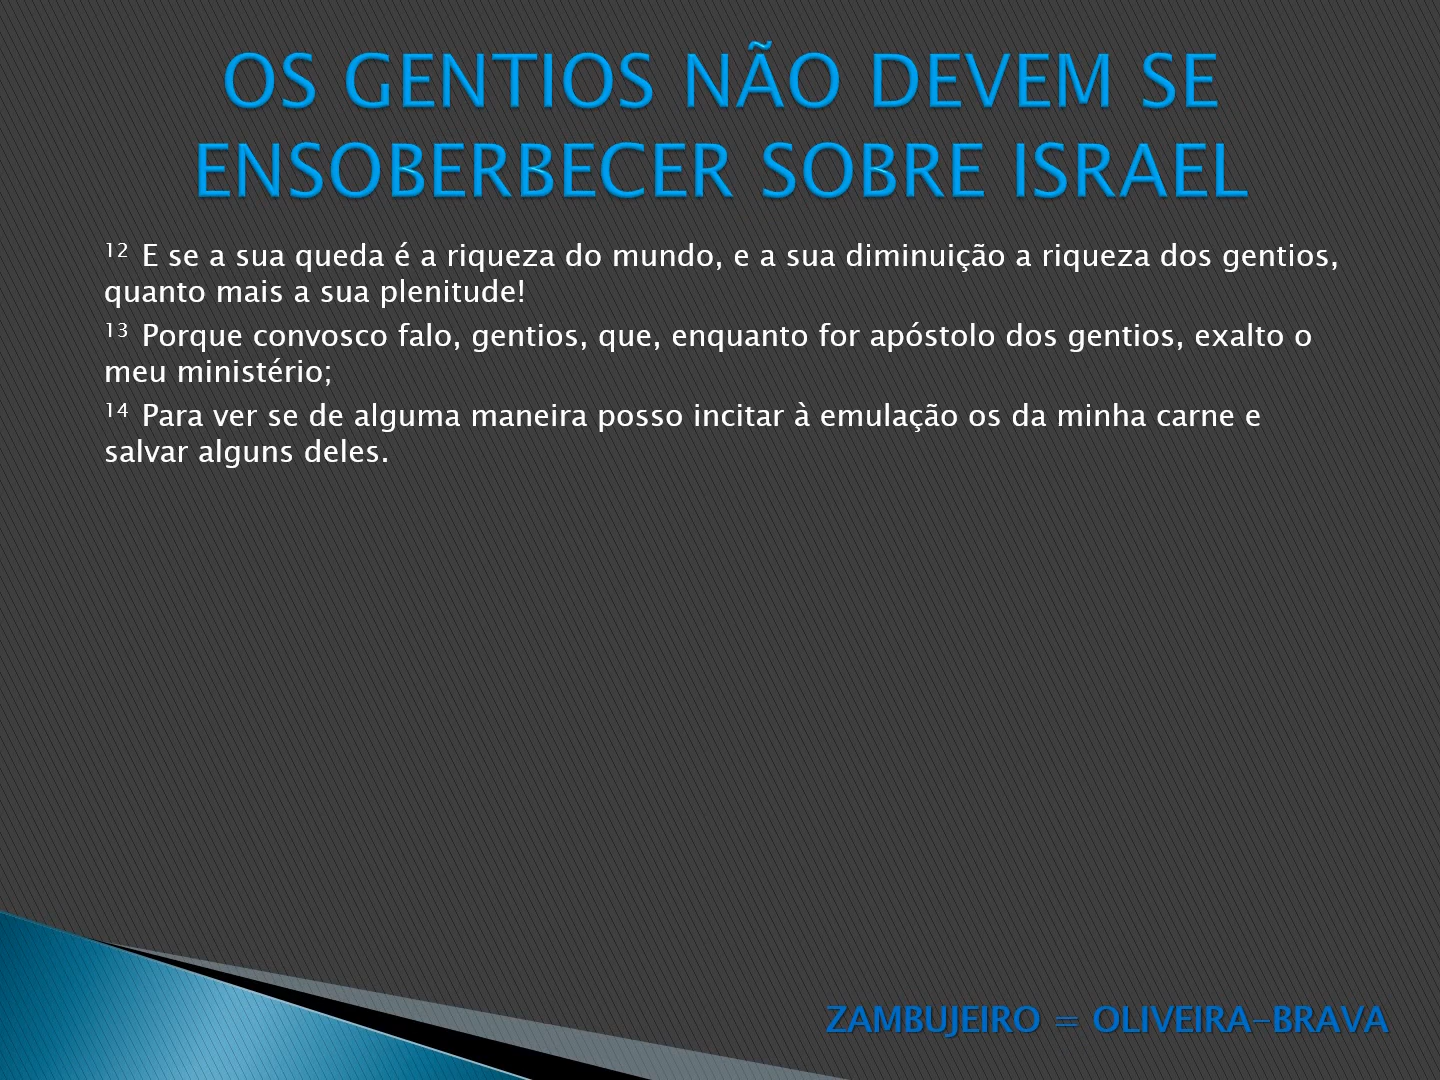 OS GENTIOS NÃO DEVEM SE
ENSOBERBECER SOBRE ISRAEL
12 E se a sua queda é a riqueza do mundo, e a sua diminuição a riqueza dos gentios,
quanto mais a sua plenitude!
13 Porque convosco falo, gentios, que, enquanto for apóstolo dos gentios, exalto o
meu ministério;
14 Para ver se de alguma maneira posso incitar à emulação os da minha carne e
salvar alguns deles.
ZAMBUJEIRO = OLIVEIRA-BRAVA